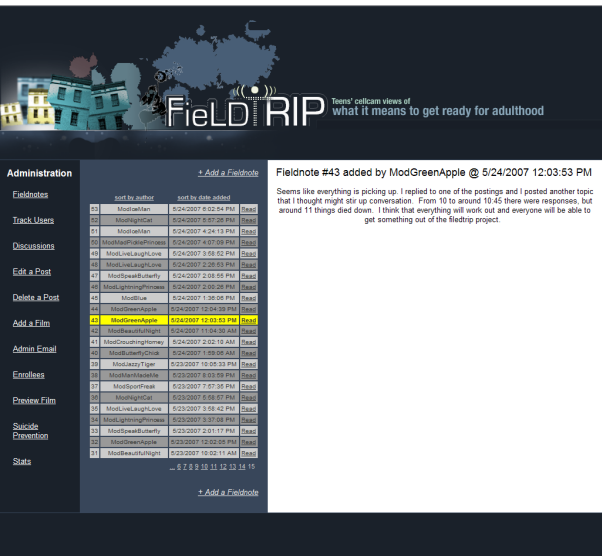 FieLDTRIP
Teens' cellcam views of
what it means to get ready for adulthood
Administration
Fieldnotes
Track Users
Discussions
Edit a Post
Delete a Post
Add a Film
Admin Email
Enrollees
Preview Film
Suicide
Prevention
Stats
+ Add a Fieldnote
sort by author sort by date added
53 ModIceMan 5/24/2007 6:02:54 PM Read
52 ModNightCat 5/24/2007 5:57:26 PM Read
51 ModIceMan 5/24/2007 4:24:13 PM Read
50 ModMadPicklePrincess 5/24/2007 4:07:09 PM Read
49 ModLiveLaughLove 5/24/2007 3:58:52 PM Read
48 ModLiveLaughLove 5/24/2007 2:26:53 PM Read
47 ModSpeakButterfly 5/24/2007 2:08:55 PM Read
46 ModLightningPrincess 5/24/2007 2:08:26 PM Read
45 ModBlue 5/24/2007 1:36:06 PM Read
44 ModGreenApple 5/24/2007 12:04:39 PM Read
43 ModGreenApple 5/24/2007 12:03:53 PM Read
42 ModBeautifulNight 5/24/2007 11:04:30 AM Read
41 ModCrouchingHorney 5/24/2007 2:02:18 AM Read
40 ModButterflyChick 5/24/2007 1:59:06 AM Read
39 ModJazzyTiger 5/23/2007 10:05:33 PM Read
38 ModManMadeMe 5/23/2007 8:03:59 PM Read
37 ModSportFreak 5/23/2007 7:57:35 PM Read
36 ModNightCat 5/23/2007 5:58:57 PM Read
35 ModLiveLaughLove 5/23/2007 3:58:42 PM Read
34 ModLightningPrincess 5/23/2007 3:37:08 PM Read
33 ModSpeakButterfly 5/23/2007 2:01:17 PM Read
32 ModGreenApple 5/23/2007 12:02:05 PM Read
31 ModBeautifulNight 5/23/2007 10:02:11 AM Read
... 6 7 8 9 10 11 12 13 14 15
+ Add a Fieldnote
Fieldnote #43 added by ModGreenApple @ 5/24/2007 12:03:53 PM
Seems like everything is picking up. I replied to one of the postings and I posted another topic
that I thought might stir up conversation. From 10 to around 10:45 there were responses, but
around 11 things died down. I think that everything will work out and everyone will be able to
get something out of the filedtrip project.